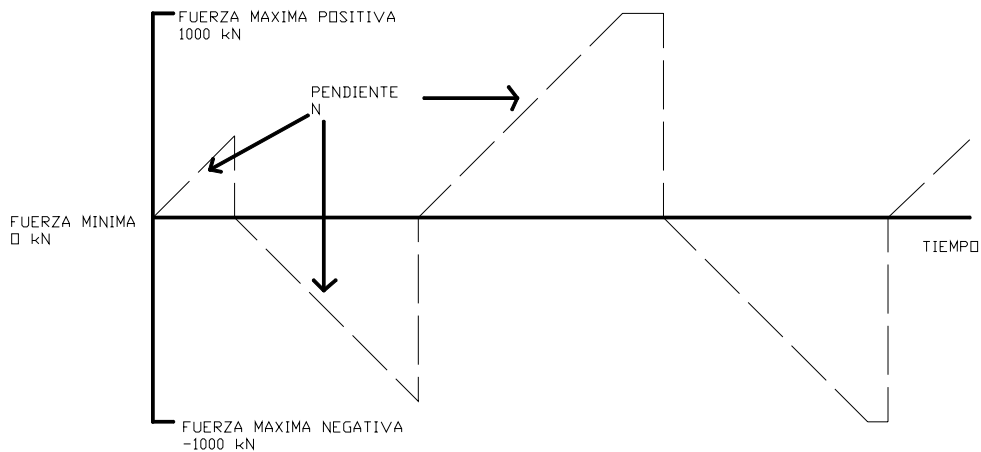 FUERZA MAXIMA POSITIVA
1000 kN
PENDIENTE
N
FUERZA MINIMA
0 kN
TIEMPO
FUERZA MAXIMA NEGATIVA
-1000 kN